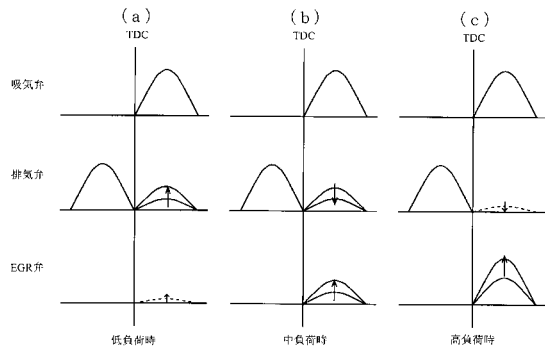 (a) (b) (c)
TDC TDC TDC
吸気弁
排気弁
EGR弁
低負荷時 中負荷時 高負荷時